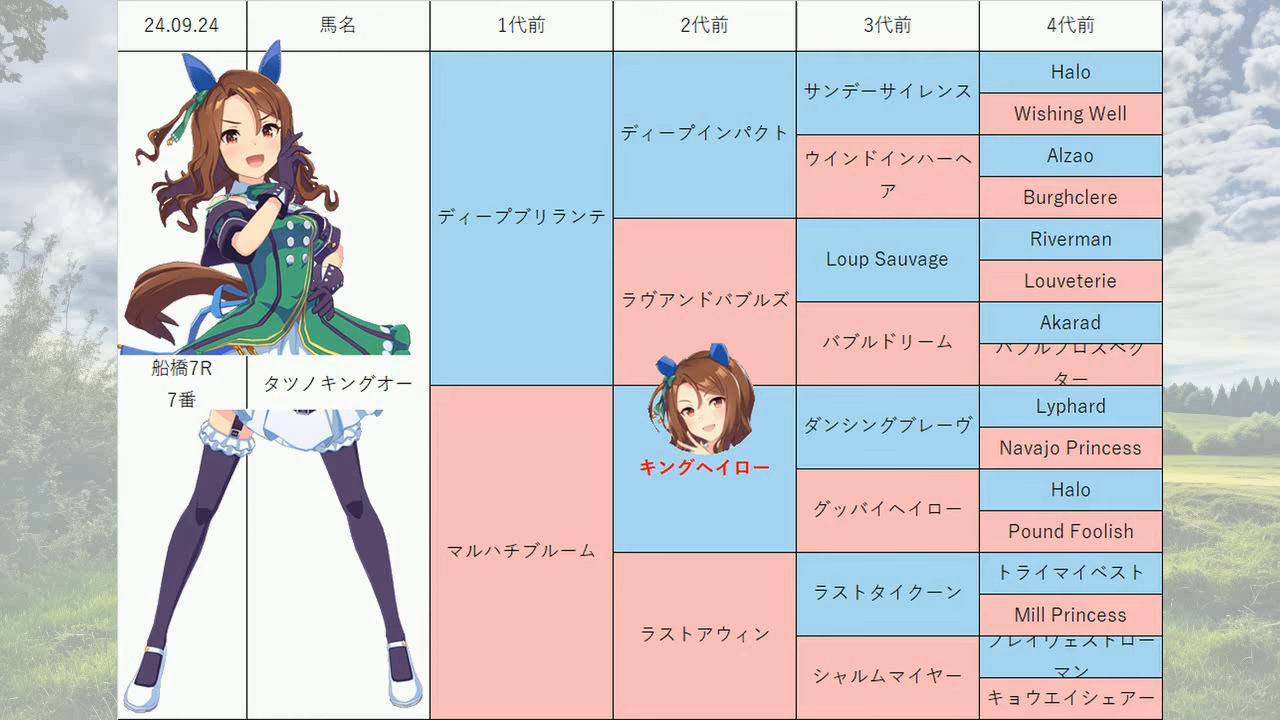 24.09.24
馬名
1代前
2代前
3代前
4代前
船橋7R
7番
タツノキングオー
ディープブリランテ
マルハチブルーム
ディープインパクト
ラヴアンドバブルズ
キングヘイロー
ラストアウィン
サンデーサイレンス
ウインドインハーヘ
ア
Loup Sauvage
バブルドリーム
ダンシングブレーヴ
グッバイヘイロー
ラストタイクーン
シャルムマイヤー
Halo
Wishing Well
Alzao
Burghclere
Riverman
Louveterie
Akarad
バブルプロスペク
ター
Lyphard
Navajo Princess
Halo
Pound Foolish
トライマイベスト
Mill Princess
ブレイヴェストロー
マン
キョウエイシェアー